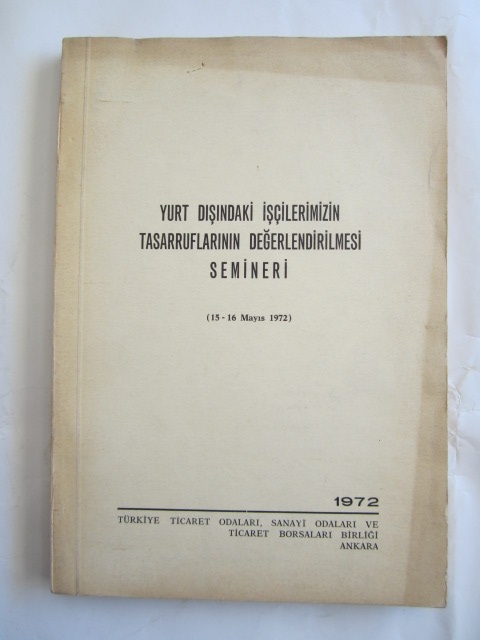 YURT DIŞINDAKİ İŞÇİLERİMİZİN
TASARRUFLARININ DEĞERLENDİRİLMESİ
SEMİNERİ
(15 - 16 Mayıs 1972)
1972
TÜRKİYE TİCARET ODALARI, SANAYİ ODALARI VE
TİCARET BORSALARI BİRLİĞİ
ANKARA